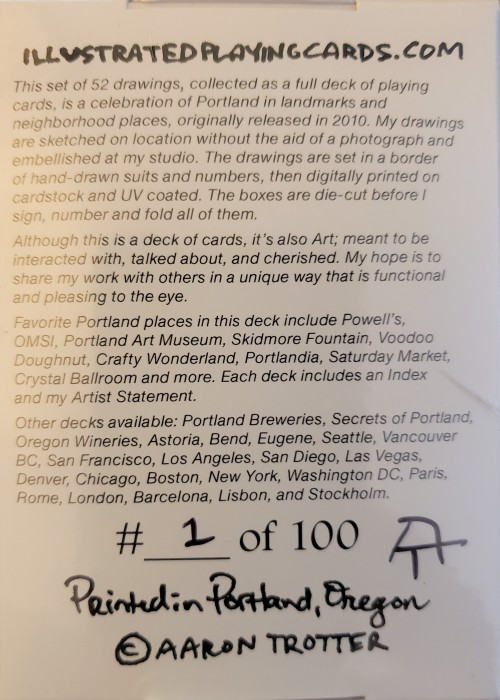 ILLUSTRATEDPLAYINGCARDS.COM
This set of 52 drawings, collected as a full deck of playing
cards, is a celebration of Portland in landmarks and
neighborhood places, originally released in 2010. My drawings
are sketched on location without the aid of a photograph and
embellished at my studio. The drawings are set in a border
of hand-drawn suits and numbers, then digitally printed on
cardstock and UV coated. The boxes are die-cut before I
sign, number and fold all of them.
Although this is a deck of cards, it's also Art; meant to be
interacted with, talked about, and cherished. My hope is to
share my work with others in a unique way that is functional
and pleasing to the eye.
Favorite Portland places in this deck include Powell's,
OMSI, Portland Art Museum, Skidmore Fountain, Voodoo
Doughnut, Crafty Wonderland, Portlandia, Saturday Market,
Crystal Ballroom and more. Each deck includes an Index
and my Artist Statement.
Other decks available: Portland Breweries, Secrets of Portland,
Oregon Wineries, Astoria, Bend, Eugene, Seattle, Vancouver
BC, San Francisco, Los Angeles, San Diego, Las Vegas,
Denver, Chicago, Boston, New York, Washington DC, Paris,
Rome, London, Barcelona, Lisbon, and Stockholm.
# 1 of 100 AT
Printed in Portland, Oregon
© AARON TROTTER